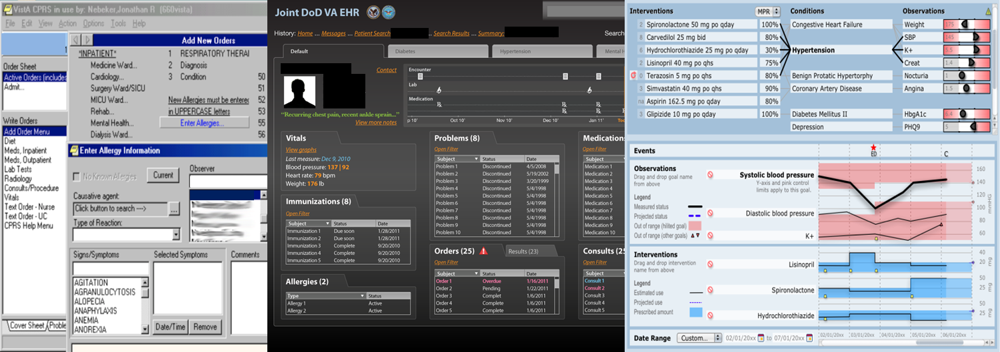 VistA CPRS in use by: Nebeker,Jonathan R (660vista)
File Edit View Action Options Tools Help
1
Add New Orders
Order Sheet
Active Orders (includes
Admit...
*INPATIENT*
Medicine Ward...
Cardiology...
Surgery Ward/SICU
MICU Ward...
Rehab...
Mental Health...
Dialysis Ward...
1 RESPIRATORY THERAI
2 Diagnosis
3 Condition 50
51
New Allergies must be enterec 52
in UPPERCASE letters 53
Enter Allergies... 55
56
Write Orders
Add Order Menu
Diet
Meds, Inpatient
Meds, Outpatient
Lab Tests
Radiology
Consults/Procedure
Vitals
Text Order - Nurse
Text Order - UC
CPRS Help Menu
Cover Sheet Proble
Enter Allergy Information
No Known Allergies
Current
Observer
Causative agent:
Click button to search ---> ...
Type of Reaction:
Signs/Symptoms
Selected Symptoms
Comments
AGITATION
AGRANULOCYTOSIS
ALOPECIA
ANAPHYLAXIS
ANEMIA
ANOREXIA
Date/Time
Remove
Joint DoD VA EHR
History: Home ... Messages ... Patient Search ... Search Results ... Summary: Search
Default Diabetes Hypertension Mental H
Contact
"Recurring chest pain, recent ankle sprain..."
View more notes
Encounter
Lab
Medication
p 10' Oct 10' Nov 10' Dec 10' Jan 11' Too
Vitals
View graphs
Last measure: Dec 9, 2010
Blood pressure: 137 | 92
Heart rate: 79 bpm
Weight: 176 lb
Immunizations (8)
Open Filter
Subject Status Date
Immunization 1 Due soon 1/28/2011
Immunization 2 Due soon 1/28/2011
Immunization 3 Complete 9/20/2010
Immunization 4 Complete 9/20/2010
Immunization 5 Complete 9/20/2010
Allergies (2)
Type Status
Allergy 1 Active
Allergy 2 Active
Problems (8)
Open Filter
Subject Status Date
Problem 1 Discontinued 4/5/2008
Problem 2 Discontinued 5/19/2002
Problem 3 Discontinued 3/20/1999
Problem 4 Discontinued 5/4/1998
Problem 5 Discontinued 5/4/1998
Problem 6 Discontinued 5/4/1998
Problem 7 Discontinued 5/4/1998
Problem 8 Discontinued 5/4/1998
Problem 9 Discontinued 5/4/1998
Problem 10 Discontinued 5/4/1998
Orders (25) Results (23)
Open Filter
Subject Status Date
Order 1 Overdue 1/16/2011
Order 2 Pending 1/22/2011
Order 3 Complet 1/6/2011
Order 4 Complete 1/6/2011
Order 5 Complete 1/6/2011
Medications
Open Filter
Subject
Medication 1
Medication 2
Medication 3
Medication 4
Medication 5
Medication 6
Medication 7
Medication 8
Medication 9
Medication 10
Consults (25
Open Filter
Subject
Consult 1
Consult 2
Consult 3
Consult 4
Consult 5
Interventions MPR Conditions Observations
2 Spironolactone 50 mg po qday 100% Congestive Heart Failure Weight 175
8 Carvedilol 25 mg bid 80% SBP 145
6 Hydrochlorothiazide 25 mg po qday 30% Hypertension K+ 5.5
2 Lisinopril 40 mg po qhs 75% Creat 1.4
0 Terazosin 5 mg po qhs 80% Benign Protatic Hypertorphy Nocturia 1
3 Simvastatin 40 mg po qhs 90% Coronary Artery Disease Angina 1.5
na Aspirin 162.5 mg po qday 80%
3 Glipizide 10 mg po qday 100% Diabetes Mellitus II HbgA1c 6.4
Depression PHQ9 5
Events ED C
Observations
Drag and drop goal name
from above
Legend
Measured status
Projected status
Out of range (hilited goal)
Out of range (other goals)
Systolic blood pressure
Y-axis and pink control
limits apply to this goal.
Diastolic blood pressure
K+
160
140
120
100
80
60
mmHG
Interventions
Drag and drop intervention
name from above
Legend
Estimated use
Projected use
Prescribed amount
Lisinopril
Spironolactone
Hydrochlorothiazide
40
20
mg
50
25
mg
50
25
mg
02/01/20xx 03/01/20xx 04/01/20xx 05/01/20xx 06/01/20xx
Date Range Custom... 02/01/20xx to 07/01/20xx